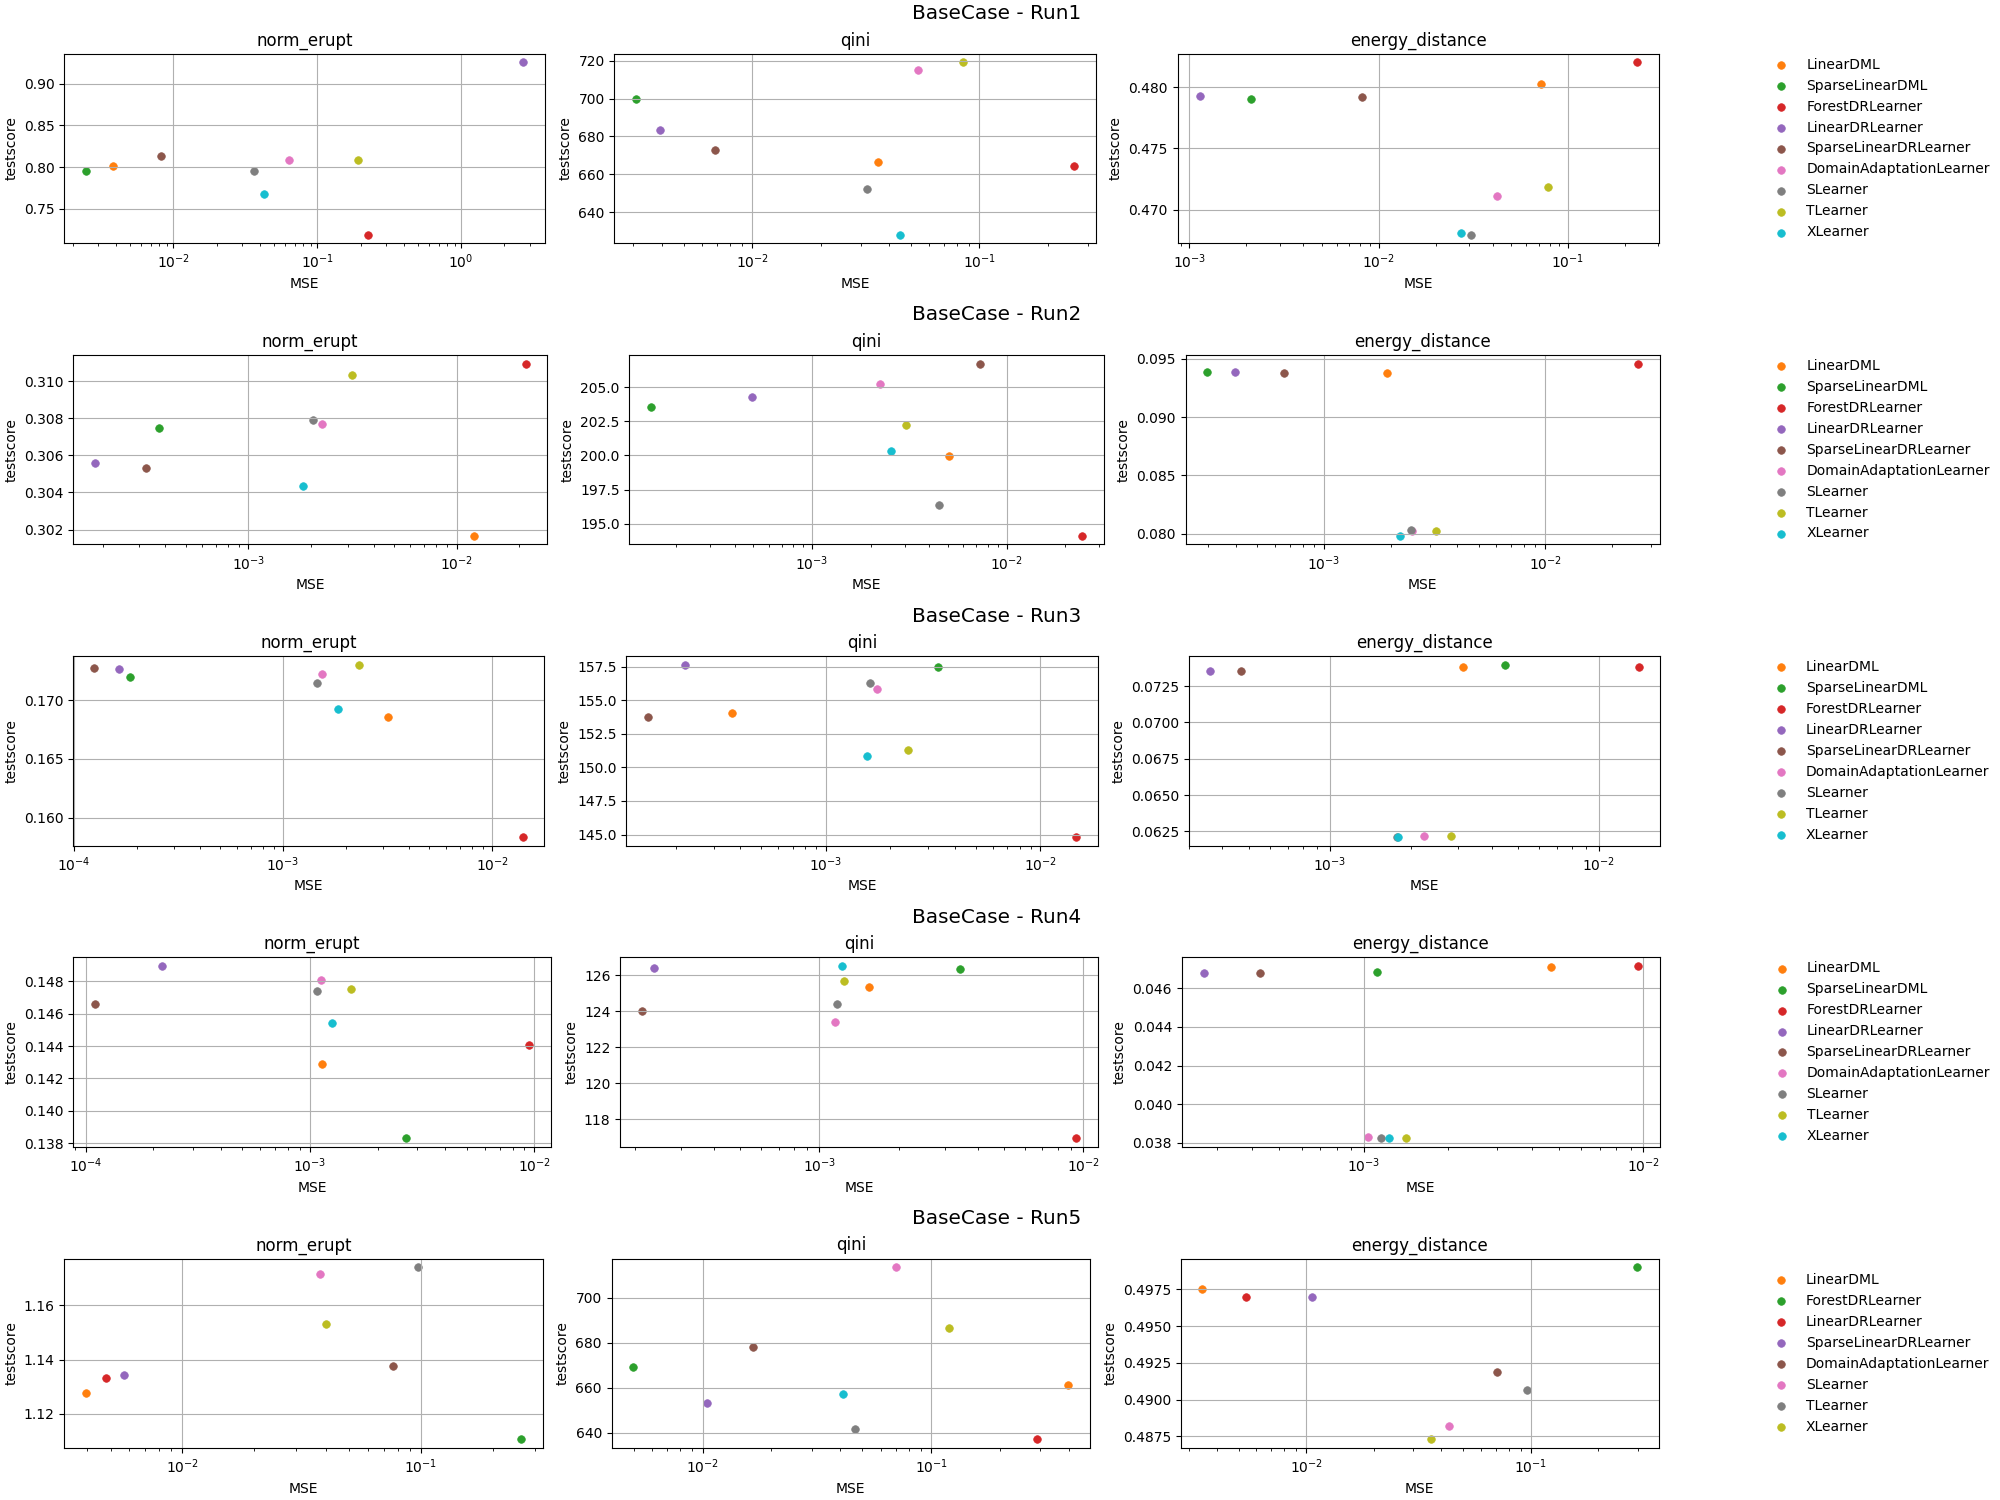 BaseCase - Run1
norm_erupt
qini
energy_distance
testscore
0.90
0.85
0.80
0.75
10⁻²
10⁻¹
10⁰
MSE
testscore
720
700
680
660
640
10⁻²
10⁻¹
MSE
testscore
0.480
0.475
0.470
10⁻³
10⁻²
10⁻¹
MSE
LinearDML
SparseLinearDML
ForestDRLearner
LinearDRLearner
SparseLinearDRLearner
DomainAdaptationLearner
SLearner
TLearner
XLearner
BaseCase - Run2
norm_erupt
qini
energy_distance
testscore
0.310
0.308
0.306
0.304
0.302
10⁻³
10⁻²
MSE
testscore
205.0
202.5
200.0
197.5
195.0
10⁻³
10⁻²
MSE
testscore
0.095
0.090
0.085
0.080
10⁻³
10⁻²
MSE
LinearDML
SparseLinearDML
ForestDRLearner
LinearDRLearner
SparseLinearDRLearner
DomainAdaptationLearner
SLearner
TLearner
XLearner
BaseCase - Run3
norm_erupt
qini
energy_distance
testscore
0.170
0.165
0.160
10⁻⁴
10⁻³
10⁻²
MSE
testscore
157.5
155.0
152.5
150.0
147.5
145.0
10⁻³
10⁻²
MSE
testscore
0.0725
0.0700
0.0675
0.0650
0.0625
10⁻³
10⁻²
MSE
LinearDML
SparseLinearDML
ForestDRLearner
LinearDRLearner
SparseLinearDRLearner
DomainAdaptationLearner
SLearner
TLearner
XLearner
BaseCase - Run4
norm_erupt
qini
energy_distance
testscore
0.148
0.146
0.144
0.142
0.140
0.138
10⁻⁴
10⁻³
10⁻²
MSE
testscore
126
124
122
120
118
10⁻³
10⁻²
MSE
testscore
0.046
0.044
0.042
0.040
0.038
10⁻³
10⁻²
MSE
LinearDML
SparseLinearDML
ForestDRLearner
LinearDRLearner
SparseLinearDRLearner
DomainAdaptationLearner
SLearner
TLearner
XLearner
BaseCase - Run5
norm_erupt
qini
energy_distance
testscore
1.16
1.14
1.12
10⁻²
10⁻¹
MSE
testscore
700
680
660
640
10⁻²
10⁻¹
MSE
testscore
0.4975
0.4950
0.4925
0.4900
0.4875
10⁻²
10⁻¹
MSE
LinearDML
ForestDRLearner
LinearDRLearner
SparseLinearDRLearner
DomainAdaptationLearner
SLearner
TLearner
XLearner